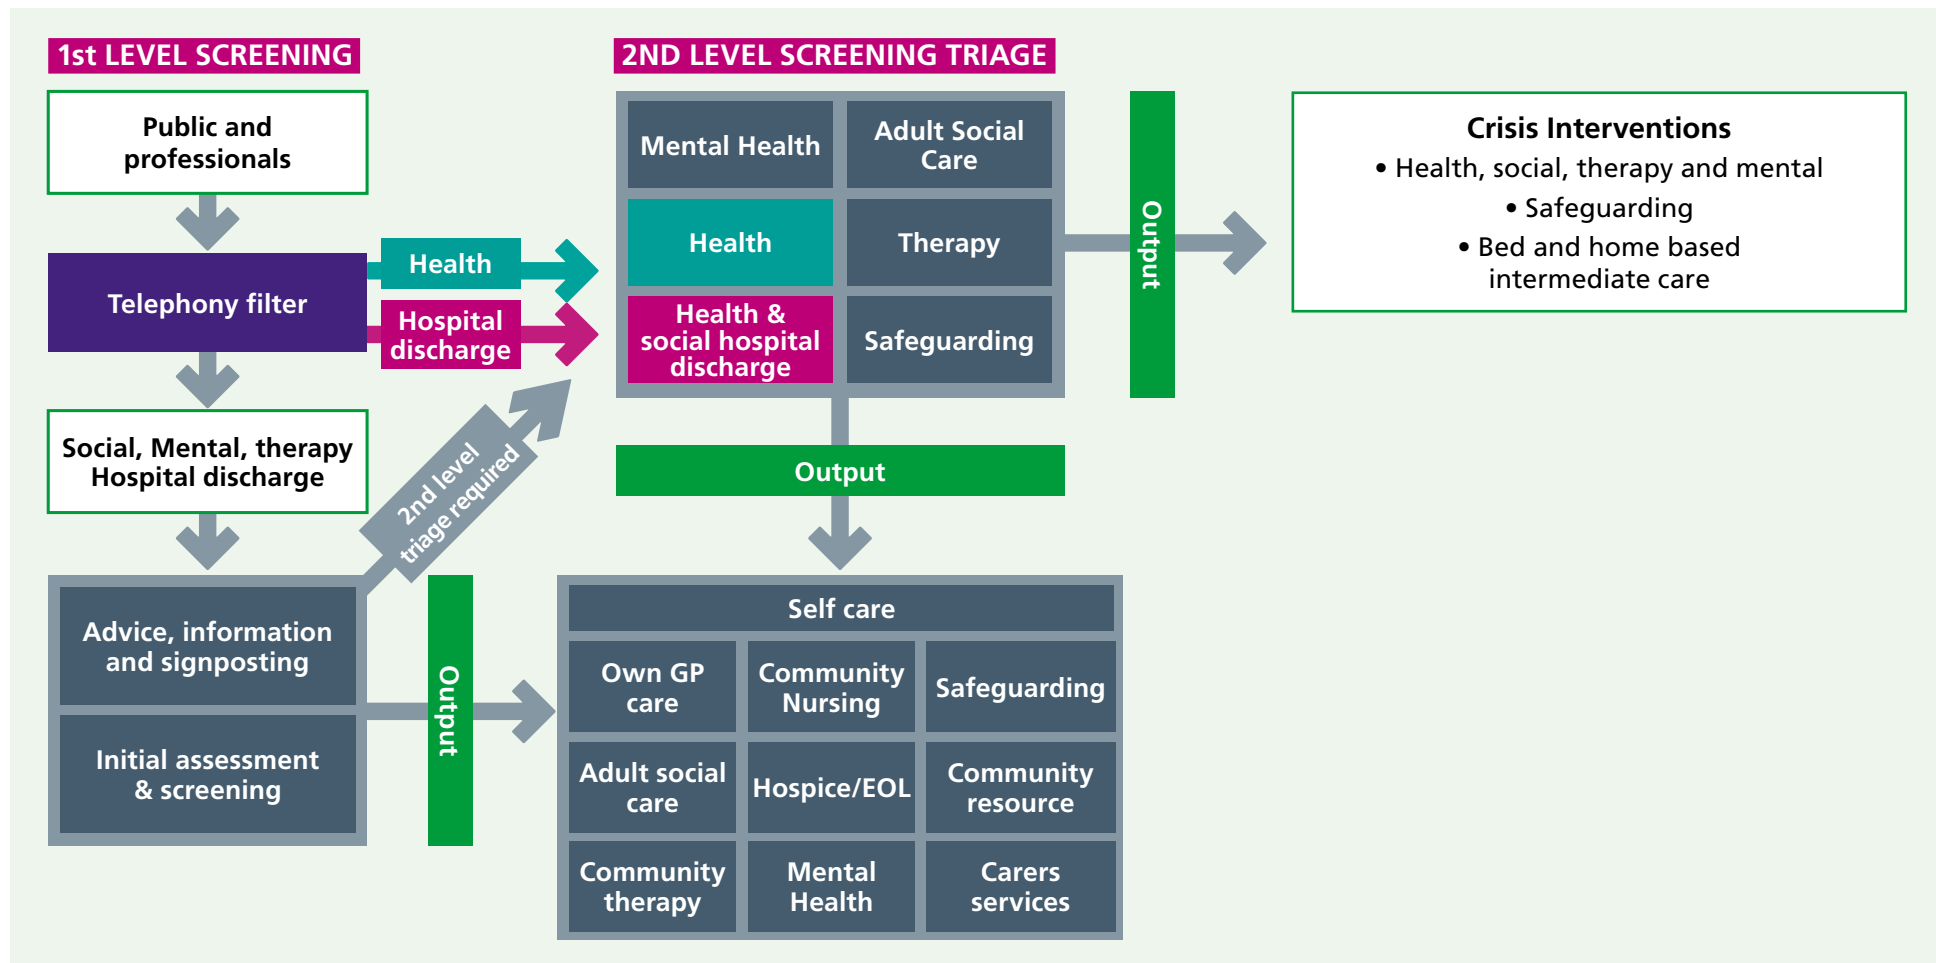 1st LEVEL SCREENING
Public and
professionals
Telephony filter
Health
Hospital
discharge
Social, Mental, therapy
Hospital discharge
2nd level
triage required
Advice, information
and signposting
Initial assessment
& screening
Output
2ND LEVEL SCREENING TRIAGE
Mental Health
Adult Social
Care
Health
Therapy
Health &
social hospital
discharge
Safeguarding
Output
Crisis Interventions
• Health, social, therapy and mental
• Safeguarding
• Bed and home based
intermediate care
Output
Self care
Own GP
care
Community
Nursing
Safeguarding
Adult social
care
Hospice/EOL
Community
resource
Community
therapy
Mental
Health
Carers
services